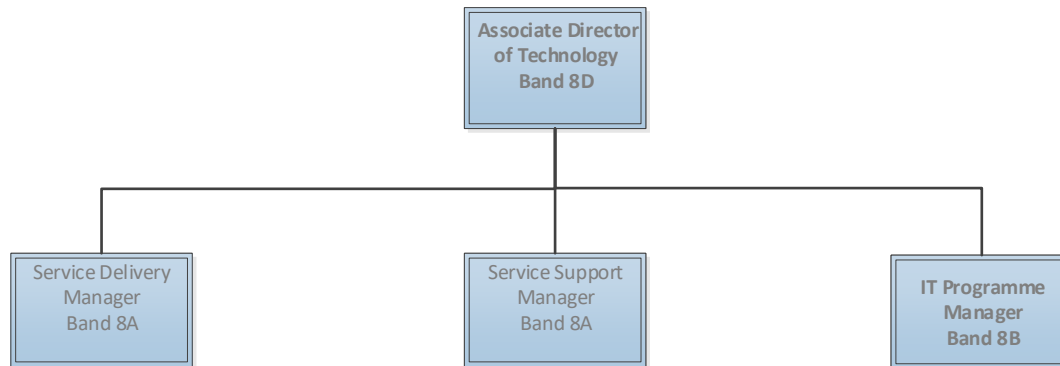 Associate Director
of Technology
Band 8D
Service Delivery
Manager
Band 8A
Service Support
Manager
Band 8A
IT Programme
Manager
Band 8B